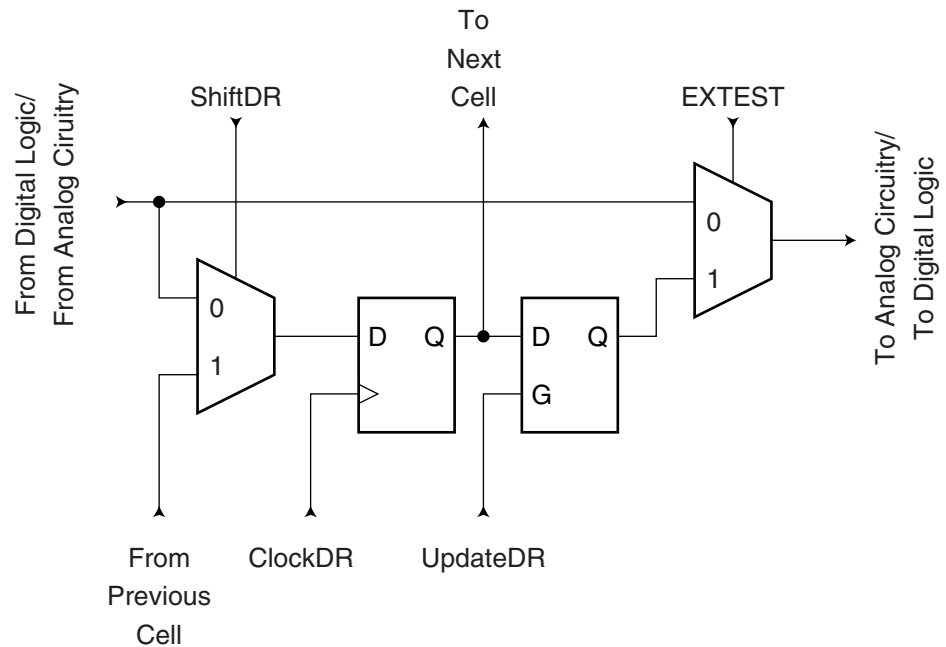 To
Next
Cell
ShiftDR
EXTEST
From Digital Logic/
From Analog Ciruitry
0
1
D Q
D Q
G
0
1
To Analog Circuitry/
To Digital Logic
From
Previous
Cell
ClockDR
UpdateDR